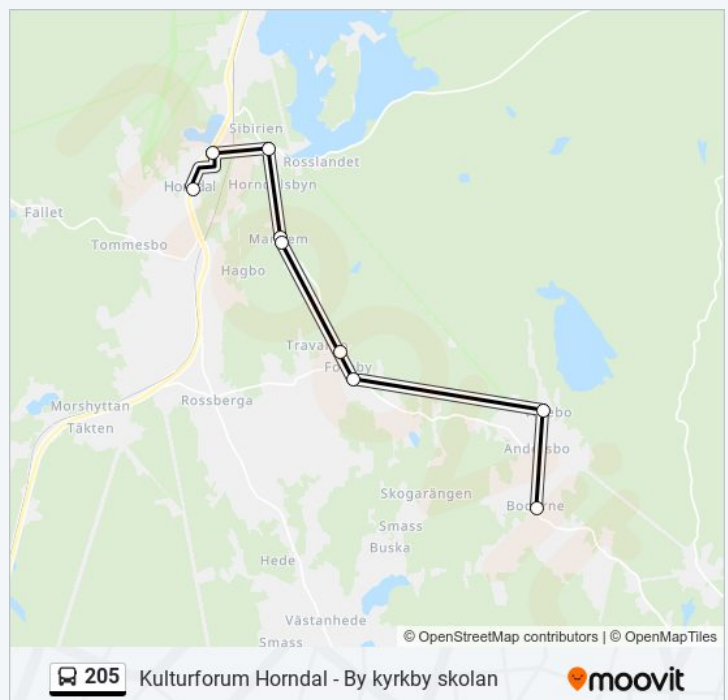 Sibirien
Rosslandet
Fallet
Tommesbo
Hagbo
Rossberga
Morshyttan
Täkten
Skogarängen
Smass
Buska
Hede
Västanhede
Smass
© OpenStreetMap contributors | © OpenMapTiles
205 Kulturforum Horndal - By kyrkby skolan moovit